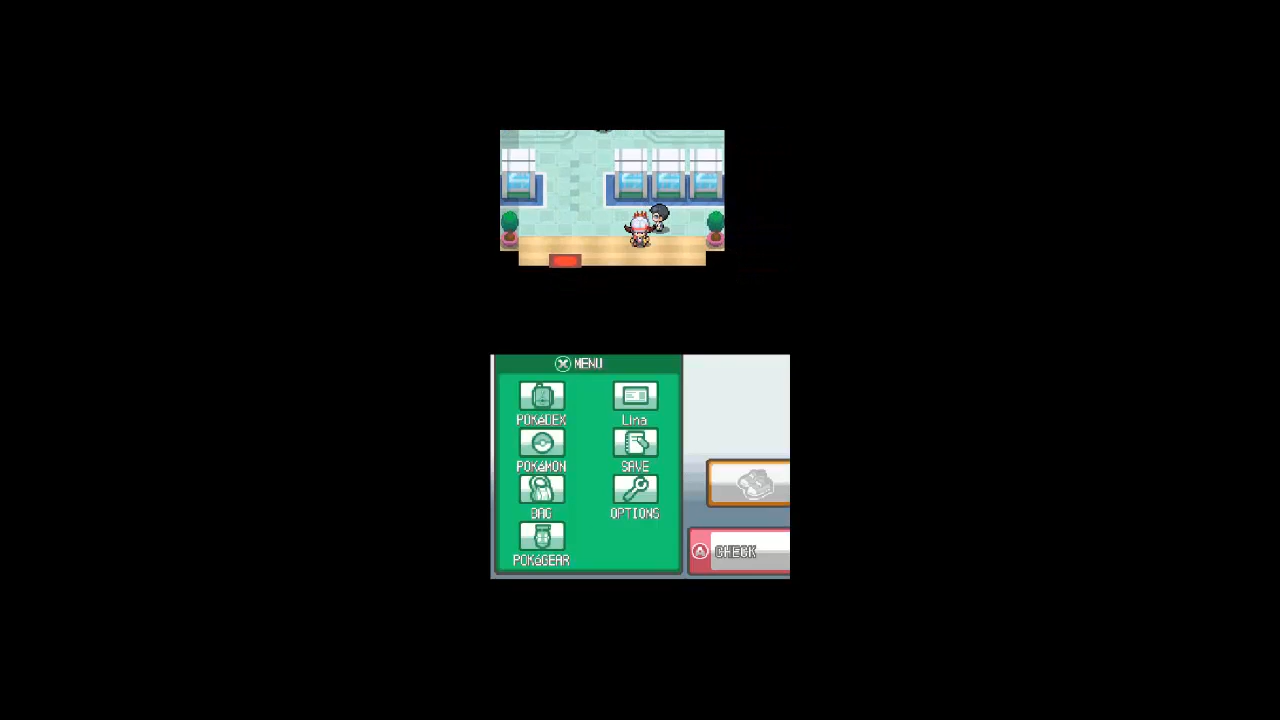 X MENU
POKéDEX
Lina
POKéMON
SAVE
BAG
OPTIONS
POKéGEAR
A CHECK